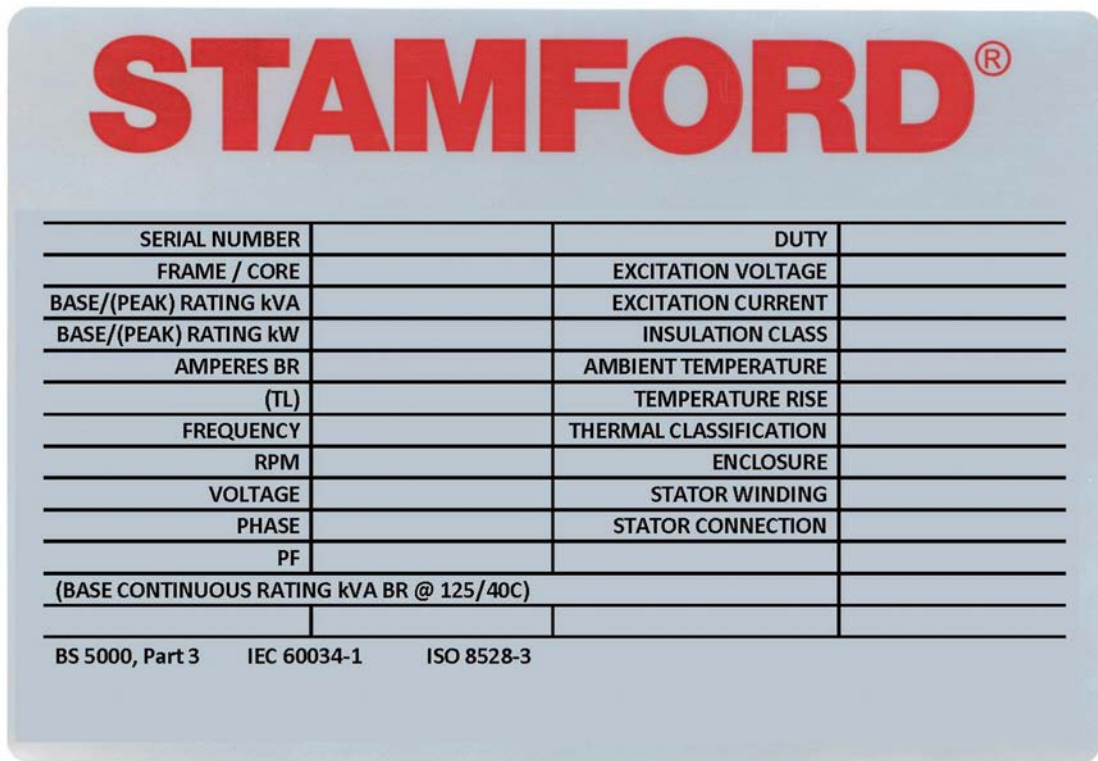 STAMFORD®
SERIAL NUMBER DUTY
FRAME / CORE EXCITATION VOLTAGE
BASE/(PEAK) RATING kVA EXCITATION CURRENT
BASE/(PEAK) RATING kW INSULATION CLASS
AMPERES BR AMBIENT TEMPERATURE
(TL) TEMPERATURE RISE
FREQUENCY THERMAL CLASSIFICATION
RPM ENCLOSURE
VOLTAGE STATOR WINDING
PHASE STATOR CONNECTION
PF
(BASE CONTINUOUS RATING kVA BR @ 125/40C)
BS 5000, Part 3 IEC 60034-1 ISO 8528-3